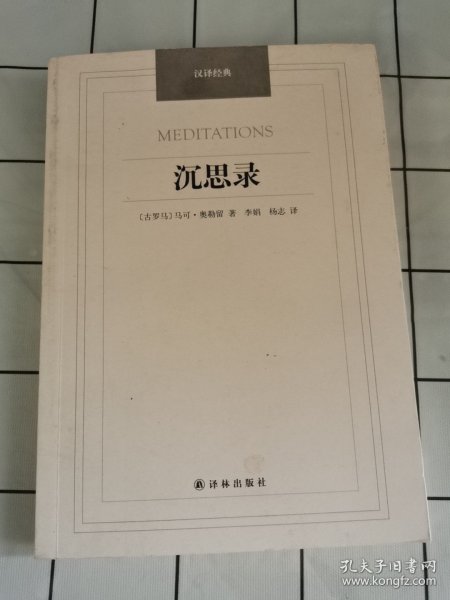 汉译经典
MEDITATIONS
沉思录
〔古罗马〕马可·奥勒留 著 李娟 杨志 译
译林出版社
孔夫子旧书网
www.kongfz.com